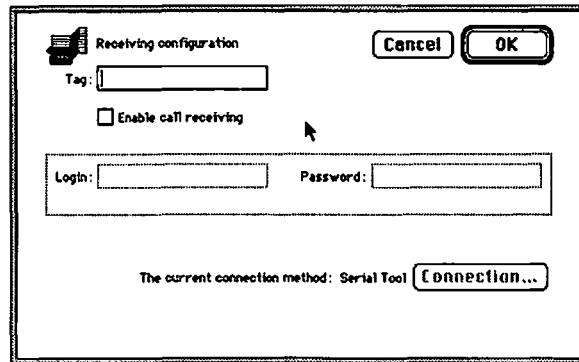 Receiving configuration
Cancel
OK
Tag:
Enable call receiving
Login:
Password:
The current connection method: Serial Tool
Connection...